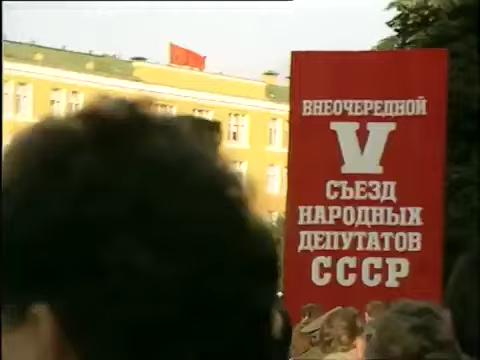 ВНЕОЧЕРЕДНОЙ
V
СЪЕЗД
НАРОДНЫХ
ДЕПУТАТОВ
СССР